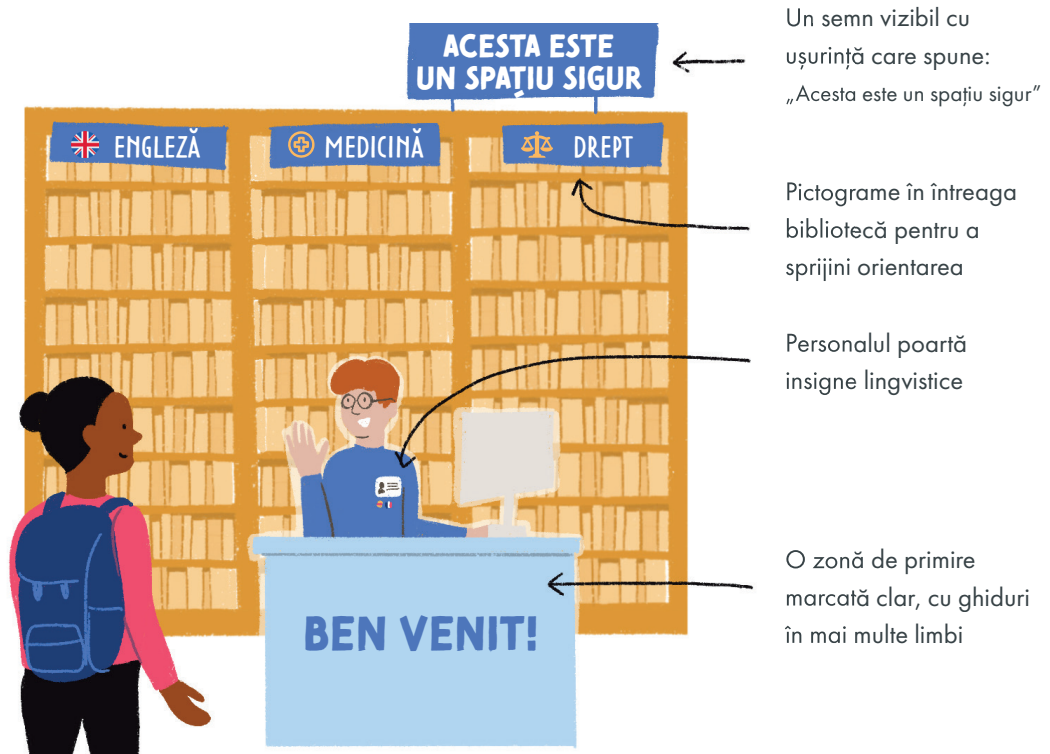 ACESTA ESTE
UN SPAȚIU SIGUR
ENGLEZĂ
MEDICINĂ
DREPT
BEN VENIT!
Un semn vizibil cu
ușurință care spune:
„Acesta este un spațiu sigur”
Pictograme în întreaga
bibliotecă pentru a
sprijini orientarea
Personalul poartă
insigne lingvistice
O zonă de primire
marcată clar, cu ghiduri
în mai multe limbi